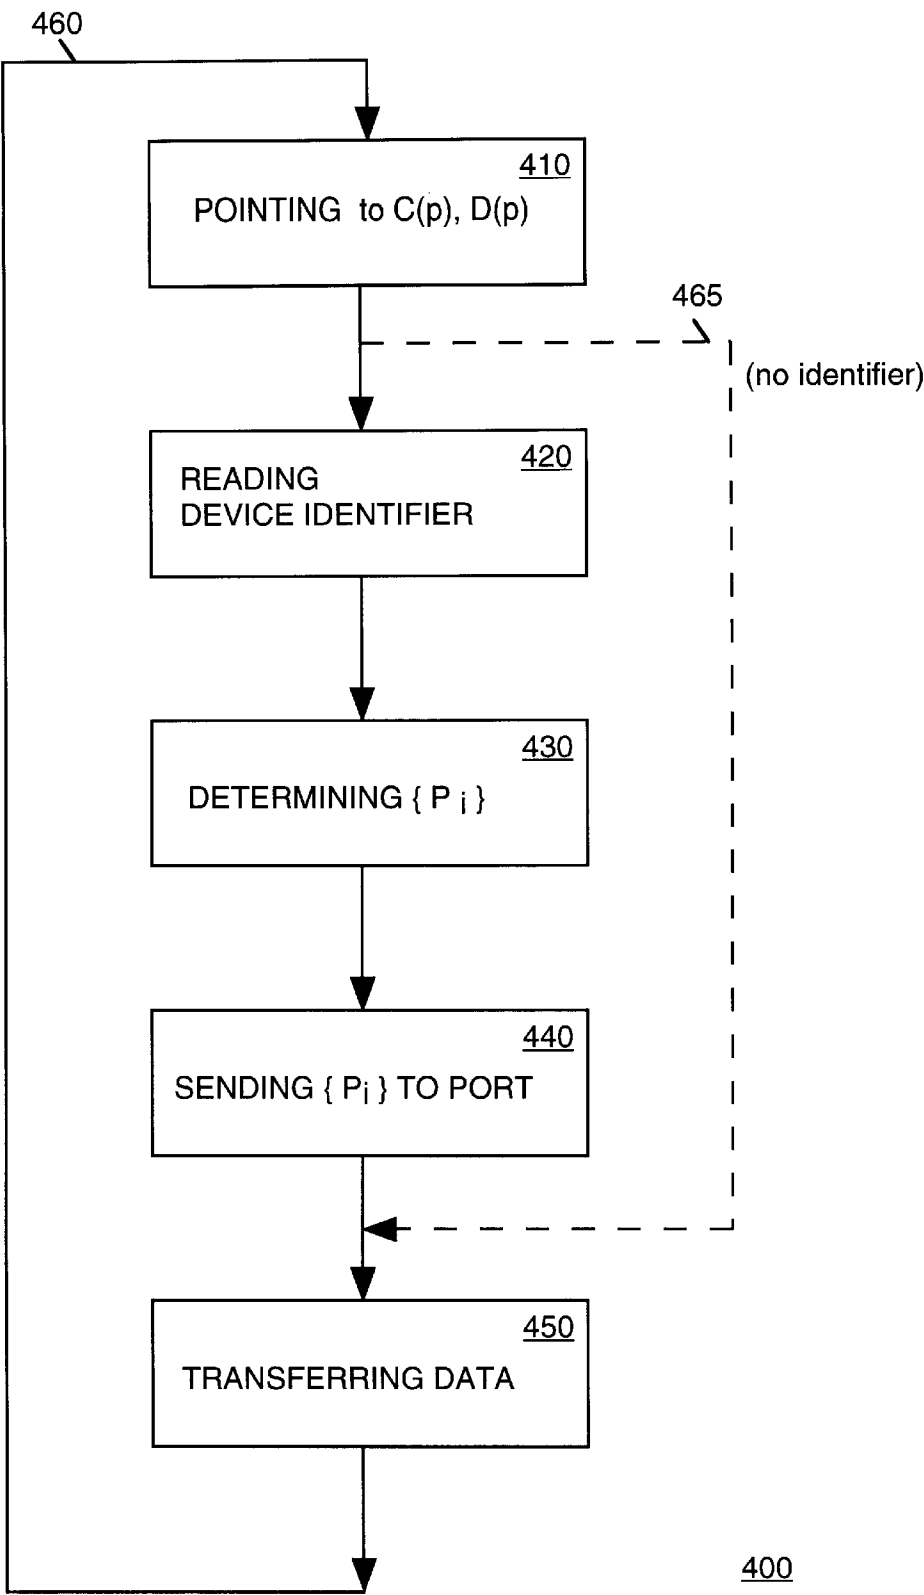 460
410
POINTING to C(p), D(p)
465
(no identifier)
420
READING
DEVICE IDENTIFIER
430
DETERMINING { P i }
440
SENDING { Pi } TO PORT
450
TRANSFERRING DATA
400